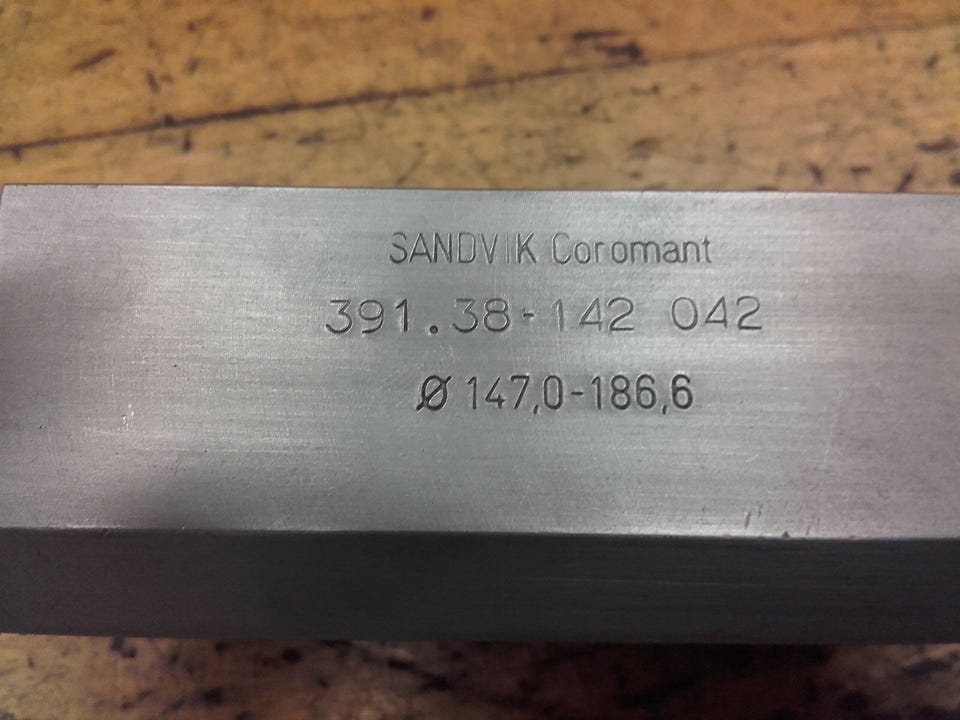 SANDVIK Coromant
391.38-142 042
Ø 147,0-186,6